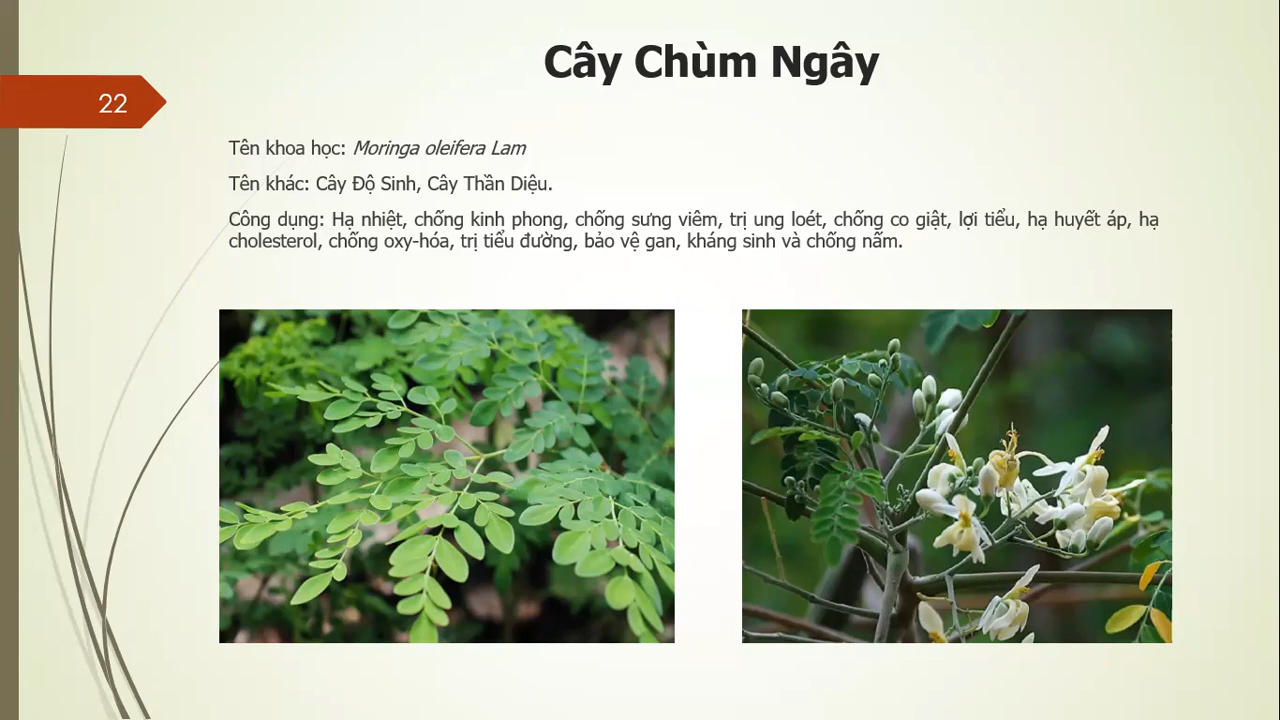 Cây Chùm Ngây
22
Tên khoa học: Moringa oleifera Lam
Tên khác: Cây Độ Sinh, Cây Thần Diệu.
Công dụng: Hạ nhiệt, chống kinh phong, chống sưng viêm, trị ung loét, chống co giật, lợi tiểu, hạ huyết áp, hạ
cholesterol, chống oxy-hóa, trị tiểu đường, bảo vệ gan, kháng sinh và chống nấm.